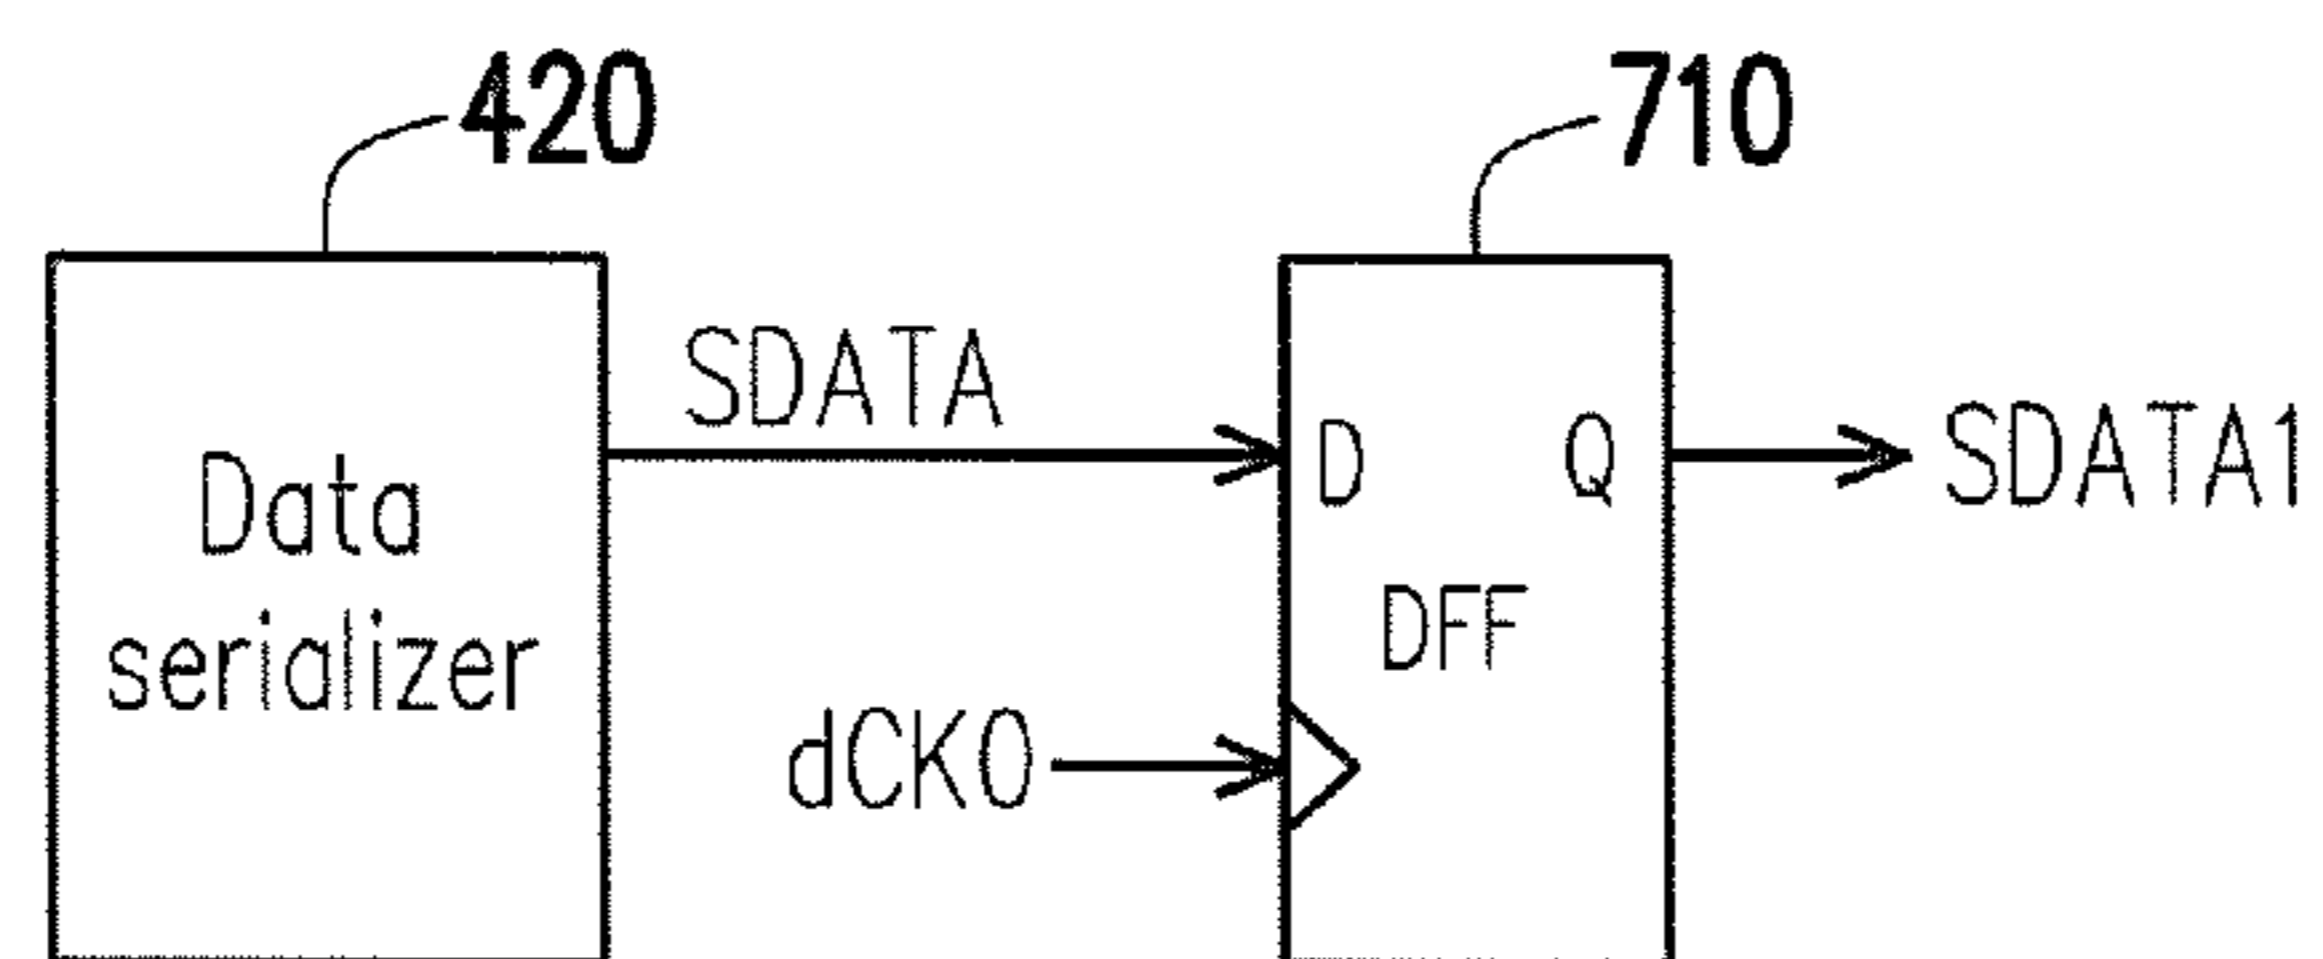 420
710
SDATA
Data
serializer
D
Q
SDATA1
DFF
dCK0